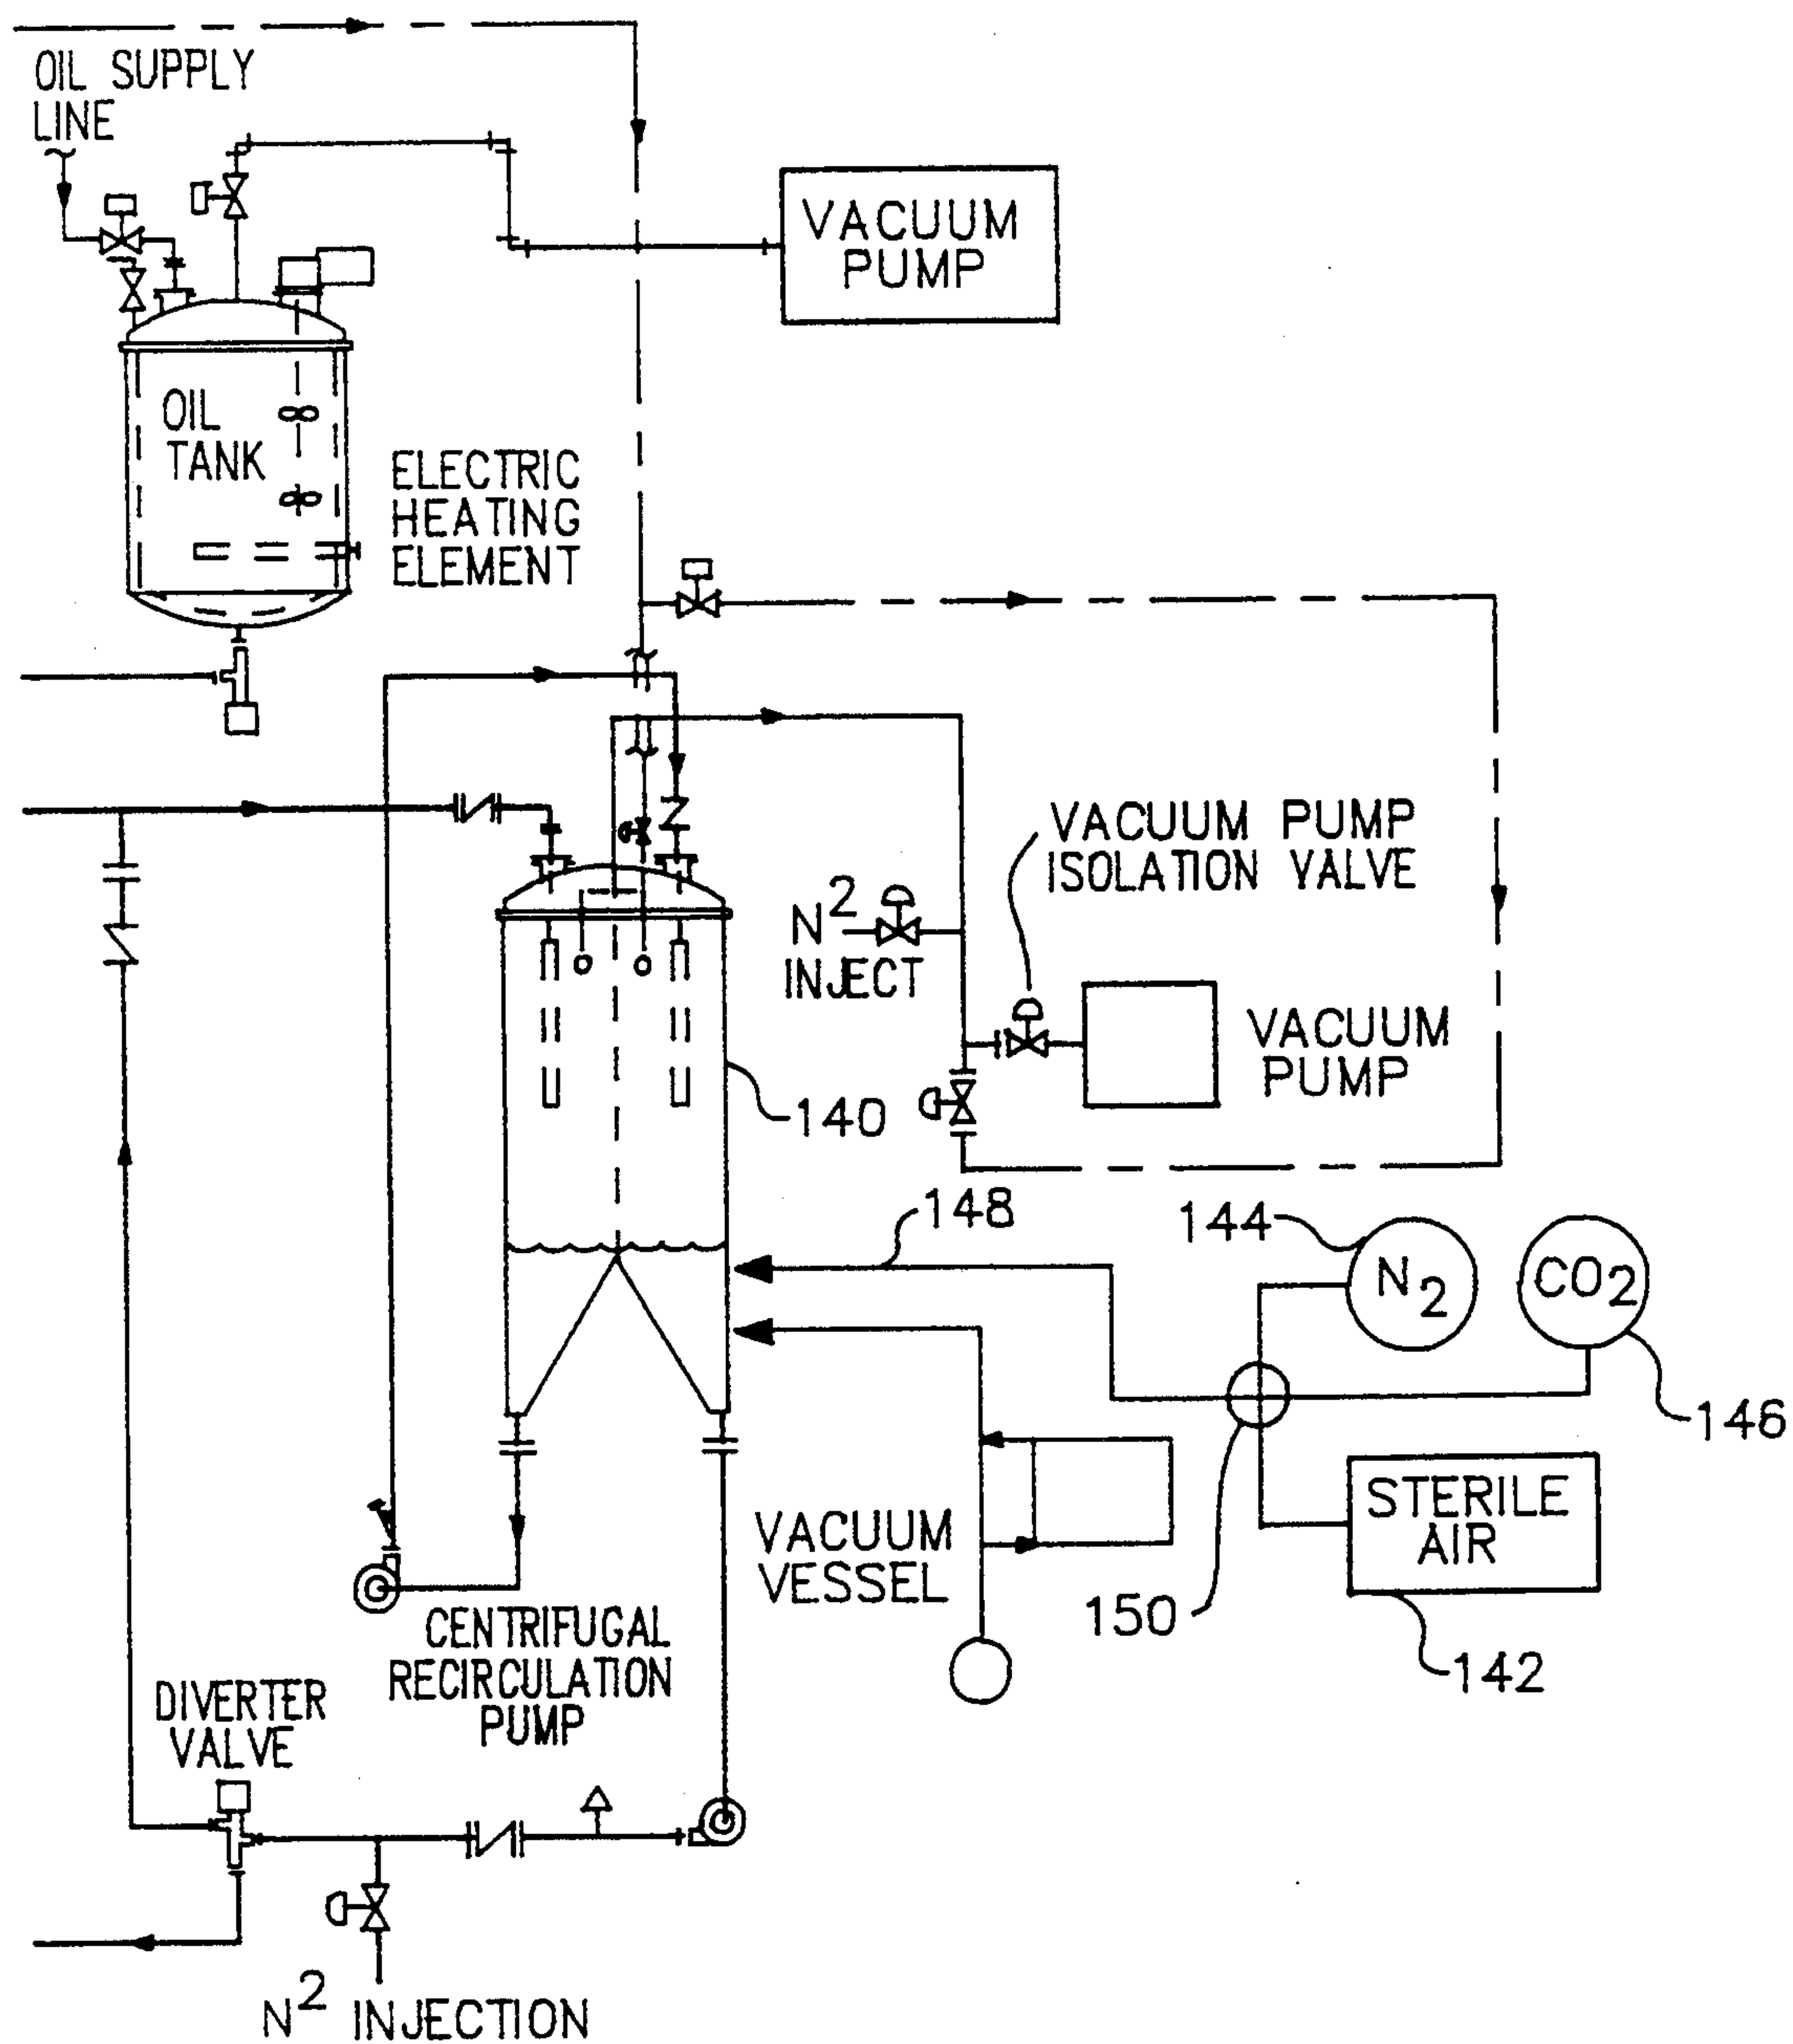 OIL SUPPLY
LINE
VACUUM
PUMP
OIL
TANK
ELECTRIC
HEATING
ELEMENT
VACUUM PUMP
ISOLATION VALVE
N²
INJECT
VACUUM
PUMP
140
148
144
N₂
CO₂
146
STERILE
AIR
150
142
VACUUM
VESSEL
CENTRIFUGAL
RECIRCULATION
PUMP
DIVERTER
VALVE
N² INJECTION